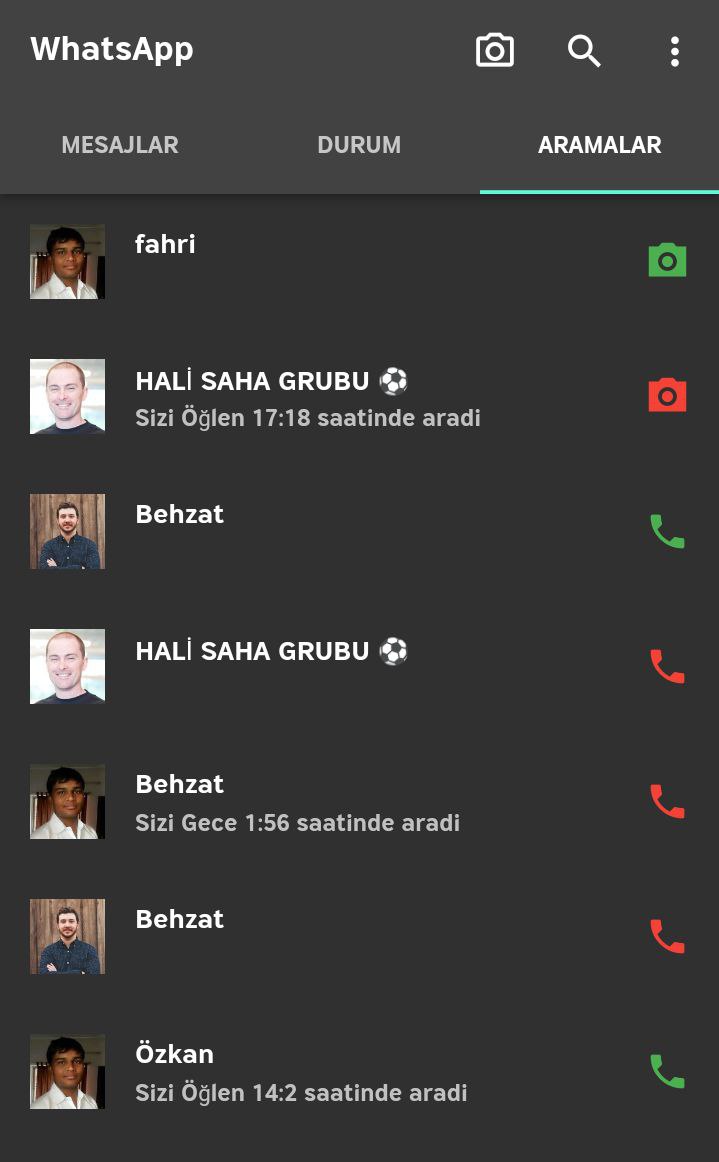 WhatsApp
MESAJLAR DURUM ARAMALAR
fahri
HALİ SAHA GRUBU ⚽
Sizi Öğlen 17:18 saatinde aradi
Behzat
HALİ SAHA GRUBU ⚽
Behzat
Sizi Gece 1:56 saatinde aradi
Behzat
Özkan
Sizi Öğlen 14:2 saatinde aradi